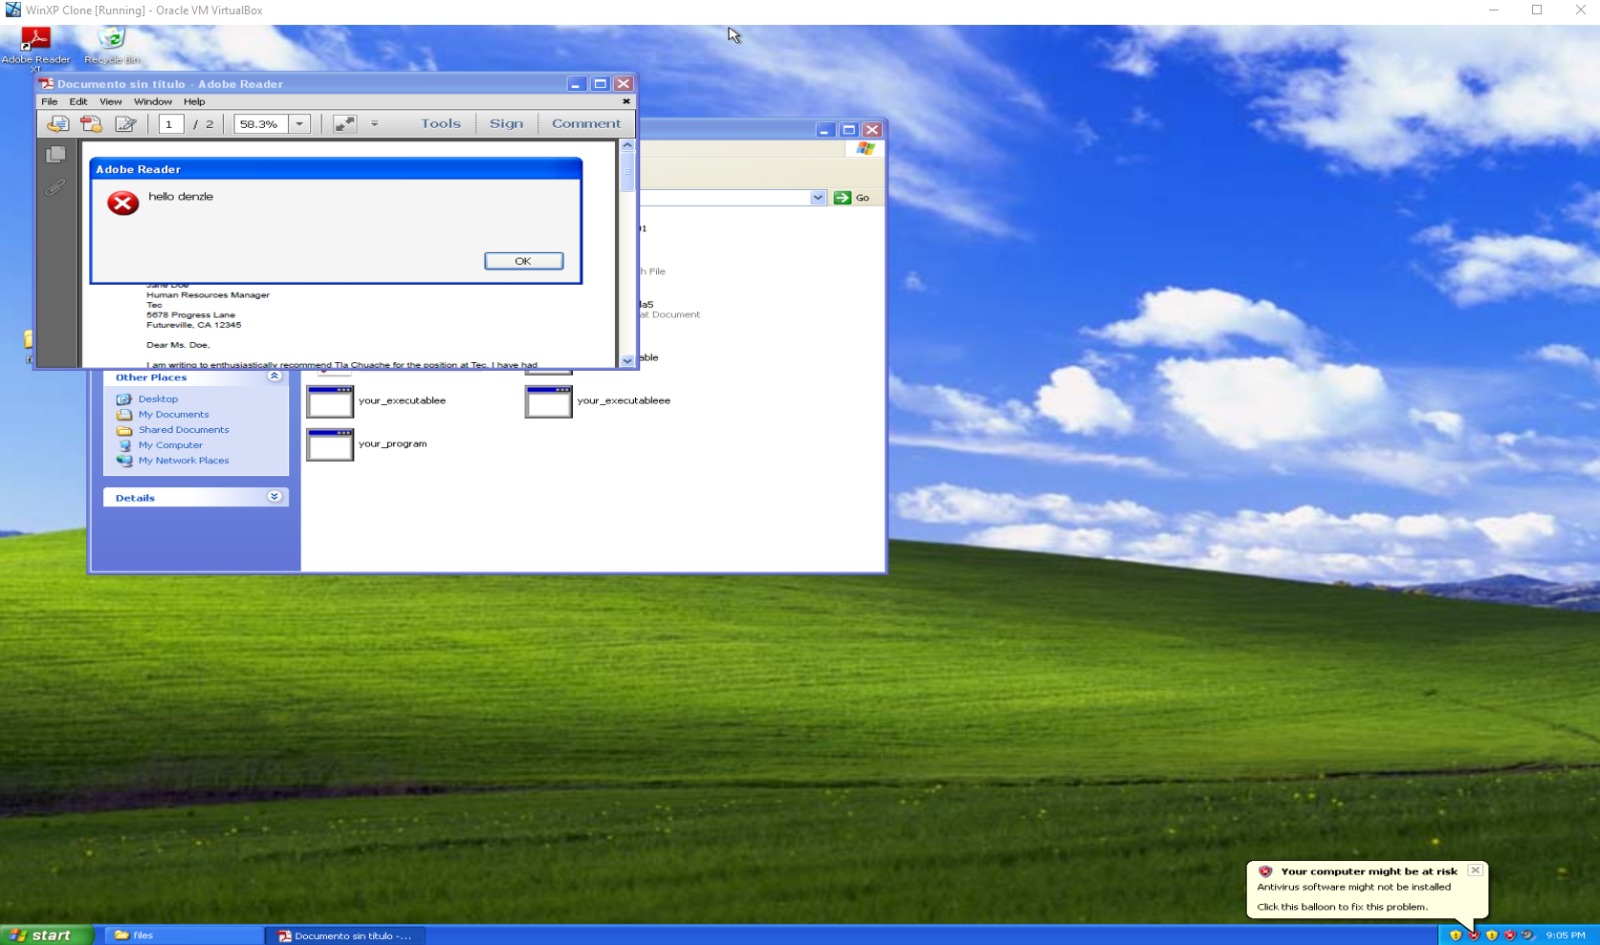 WinXP Clone [Running] - Oracle VM VirtualBox
Adobe Reader
XI
Recycle Bin
Documento sin título - Adobe Reader
File Edit View Window Help
1 / 2 58.3% Tools Sign Comment
Adobe Reader
hello denzle
OK
Go
Jane Doe
Human Resources Manager
Tec
5678 Progress Lane
Futureville, CA 12345
Dear Ms. Doe,
I am writing to enthusiastically recommend Tla Chuache for the position at Tec. I have had
h File
at Document
Other Places
Desktop
My Documents
Shared Documents
My Computer
My Network Places
Details
your_executablee
your_executableee
your_program
Your computer might be at risk
Antivirus software might not be installed
Click this balloon to fix this problem.
start
files
Documento sin título -...
9:05 PM